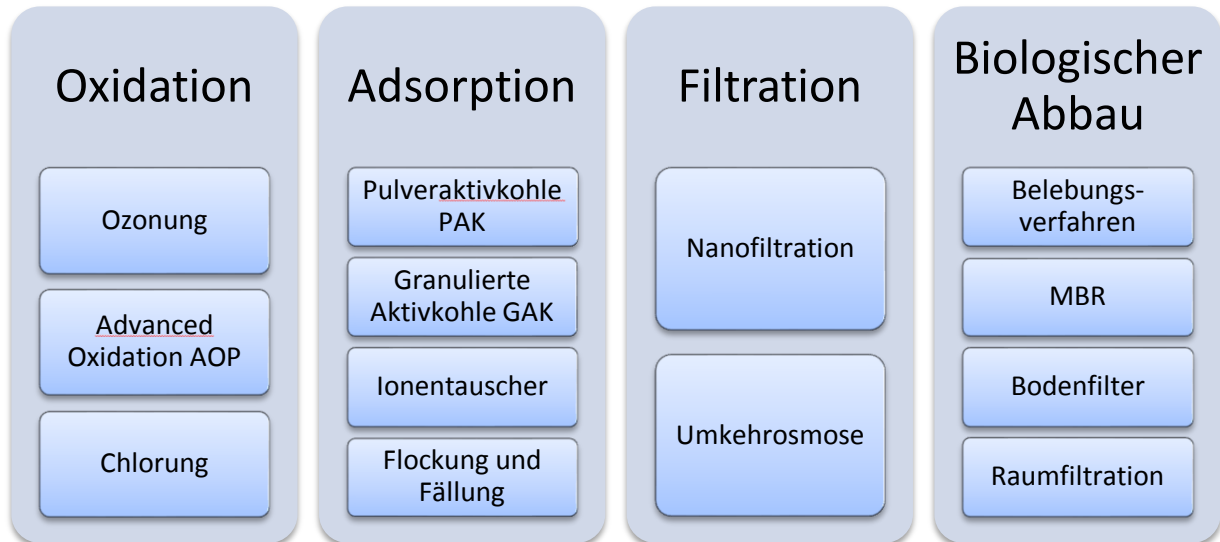 Oxidation
Ozonung
Advanced
Oxidation AOP
Chlorung
Adsorption
Pulveraktivkohle
PAK
Granulierte
Aktivkohle GAK
Ionentauscher
Flockung und
Fällung
Filtration
Nanofiltration
Umkehrosmose
Biologischer
Abbau
Belebungs-
verfahren
MBR
Bodenfilter
Raumfiltration